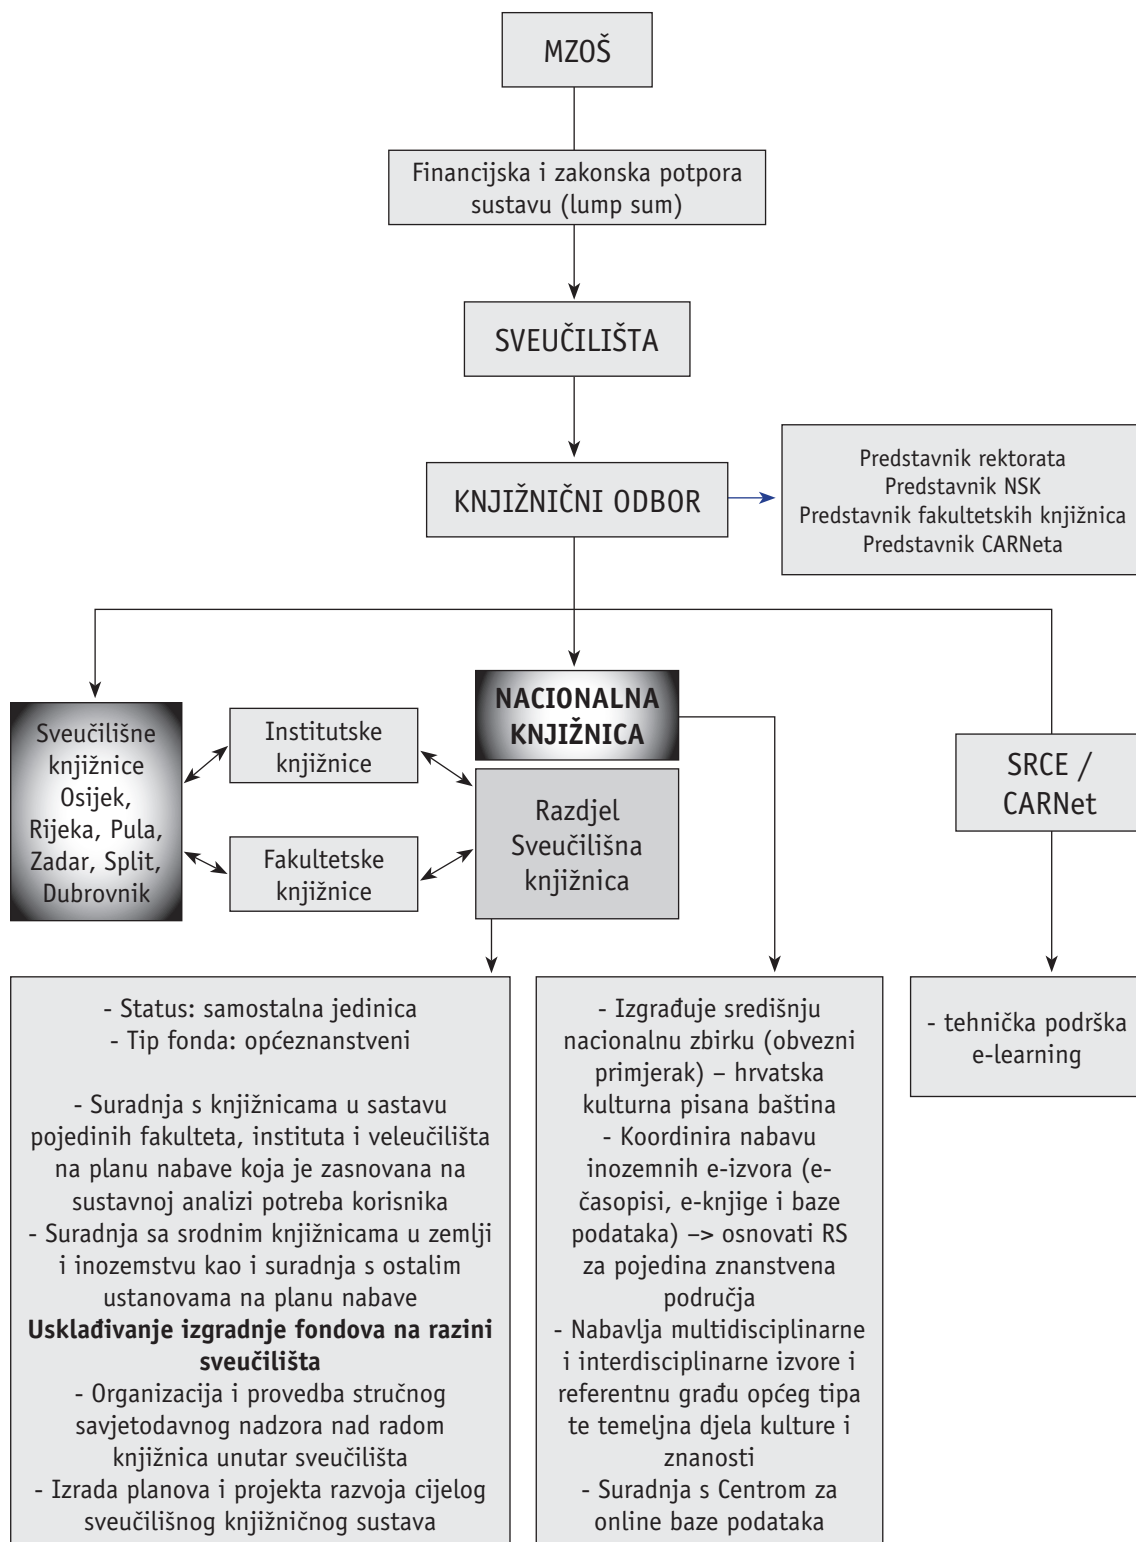 MZOŠ
Financijska i zakonska potpora
sustavu (lump sum)
SVEUČILIŠTA
KNJIŽNIČNI ODBOR
Predstavnik rektorata
Predstavnik NSK
Predstavnik fakultetskih knjižnica
Predstavnik CARNeta
Sveučilišne
knjižnice
Osijek,
Rijeka, Pula,
Zadar, Split,
Dubrovnik
Institutske
knjižnice
Fakultetske
knjižnice
NACIONALNA
KNJIŽNICA
Razdjel
Sveučilišna
knjižnica
SRCE /
CARNet
- Status: samostalna jedinica
- Tip fonda: općeznanstveni
- Suradnja s knjižnicama u sastavu
pojedinih fakulteta, instituta i veleučilišta
na planu nabave koja je zasnovana na
sustavnoj analizi potreba korisnika
- Suradnja sa srodnim knjižnicama u zemlji
i inozemstvu kao i suradnja s ostalim
ustanovama na planu nabave
Usklađivanje izgradnje fondova na razini
sveučilišta
- Organizacija i provedba stručnog
savjetodavnog nadzora nad radom
knjižnica unutar sveučilišta
- Izrada planova i projekta razvoja cijelog
sveučilišnog knjižničnog sustava
- Izgrađuje središnju
nacionalnu zbirku (obvezni
primjerak) – hrvatska
kulturna pisana baština
- Koordinira nabavu
inozemnih e-izvora (e-
časopisi, e-knjige i baze
podataka) –> osnovati RS
za pojedina znanstvena
područja
- Nabavlja multidisciplinarne
i interdisciplinarne izvore i
referentnu građu općeg tipa
te temeljna djela kulture i
znanosti
- Suradnja s Centrom za
online baze podataka
- tehnička podrška
e-learning